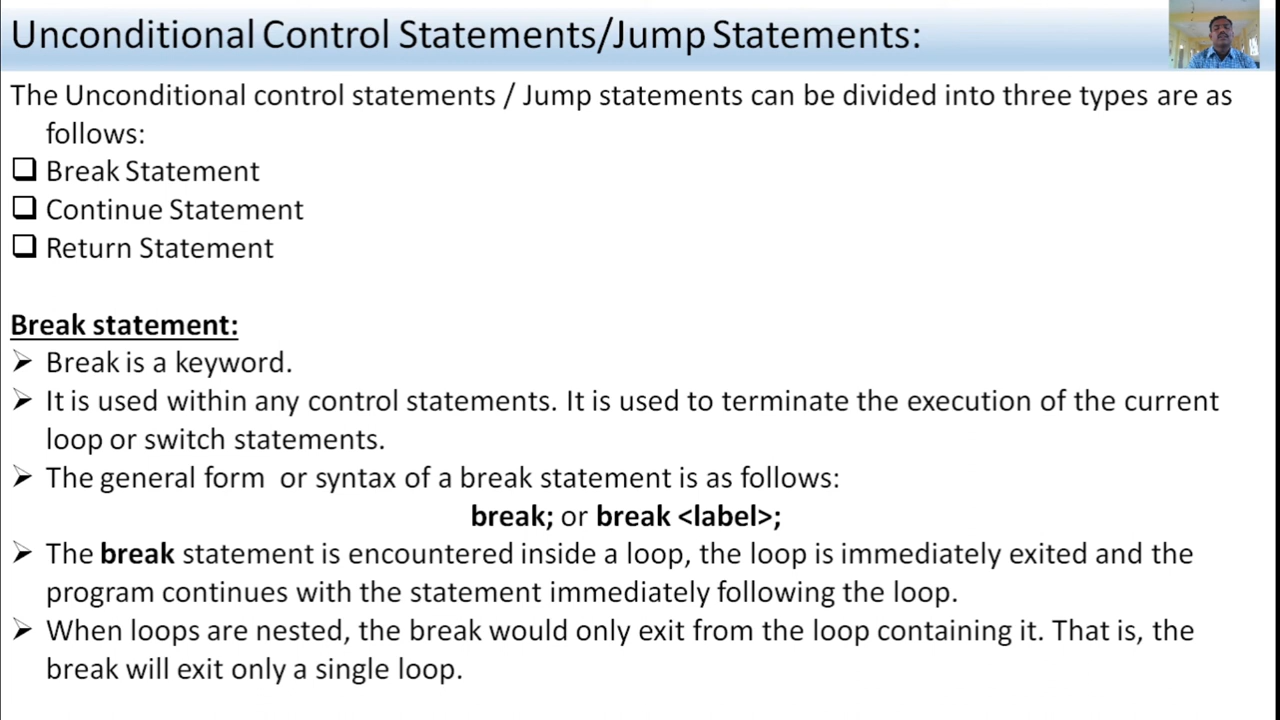 Unconditional Control Statements/Jump Statements:
The Unconditional control statements / Jump statements can be divided into three types are as
follows:
❑ Break Statement
❑ Continue Statement
❑ Return Statement
Break statement:
➢ Break is a keyword.
➢ It is used within any control statements. It is used to terminate the execution of the current
loop or switch statements.
➢ The general form or syntax of a break statement is as follows:
break; or break <label>;
➢ The break statement is encountered inside a loop, the loop is immediately exited and the
program continues with the statement immediately following the loop.
➢ When loops are nested, the break would only exit from the loop containing it. That is, the
break will exit only a single loop.